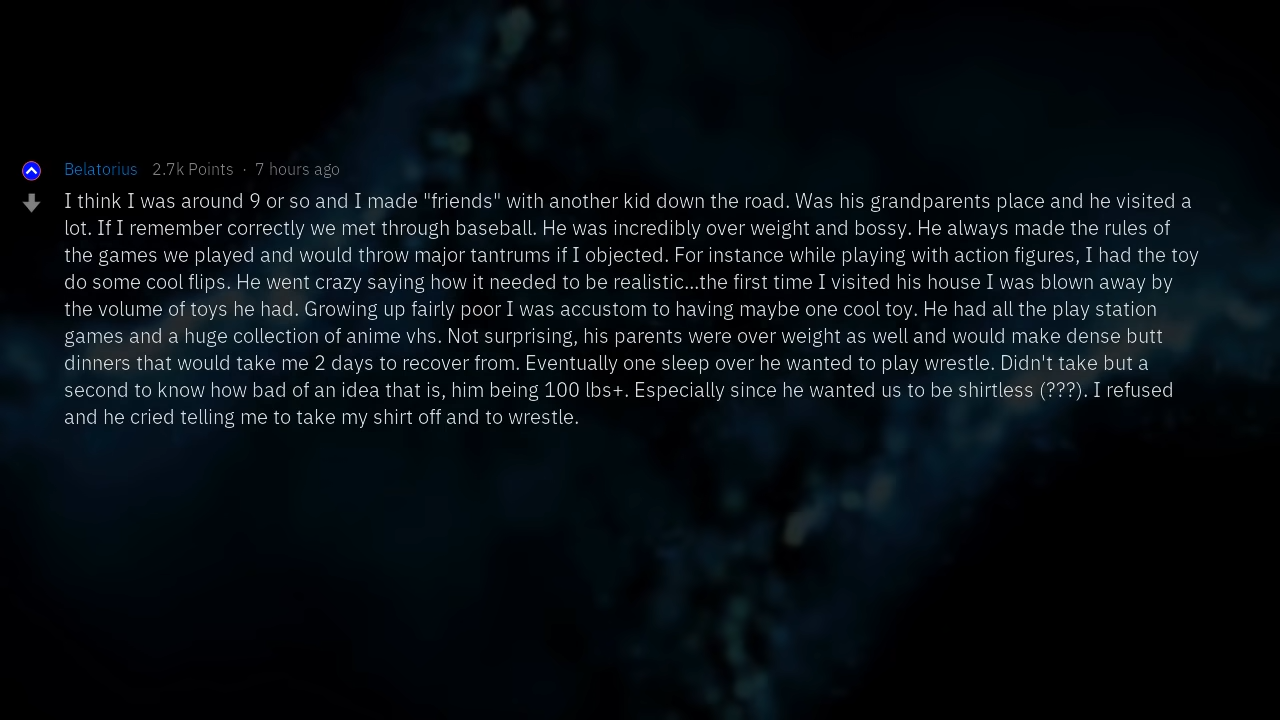 Belatorius 2.7k Points · 7 hours ago
I think I was around 9 or so and I made "friends" with another kid down the road. Was his grandparents place and he visited a
lot. If I remember correctly we met through baseball. He was incredibly over weight and bossy. He always made the rules of
the games we played and would throw major tantrums if I objected. For instance while playing with action figures, I had the toy
do some cool flips. He went crazy saying how it needed to be realistic...the first time I visited his house I was blown away by
the volume of toys he had. Growing up fairly poor I was accustom to having maybe one cool toy. He had all the play station
games and a huge collection of anime vhs. Not surprising, his parents were over weight as well and would make dense butt
dinners that would take me 2 days to recover from. Eventually one sleep over he wanted to play wrestle. Didn't take but a
second to know how bad of an idea that is, him being 100 lbs+. Especially since he wanted us to be shirtless (???). I refused
and he cried telling me to take my shirt off and to wrestle.